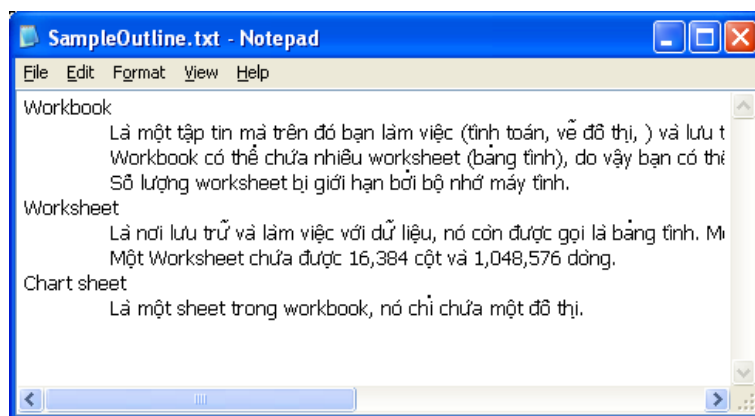 SampleOutline.txt - Notepad
File Edit Format View Help
Workbook
Là một tập tin mà trên đó bạn làm việc (tính toán, vẽ đồ thị, ) và lưu t
Workbook có thể chứa nhiều worksheet (bảng tính), do vậy bạn có thể
Số lượng worksheet bị giới hạn bởi bộ nhớ máy tính.
Worksheet
Là nơi lưu trữ và làm việc với dữ liệu, nó còn được gọi là bảng tính.
Một Worksheet chứa được 16,384 cột và 1,048,576 dòng.
Chart sheet
Là một sheet trong workbook, nó chỉ chứa một đồ thị.